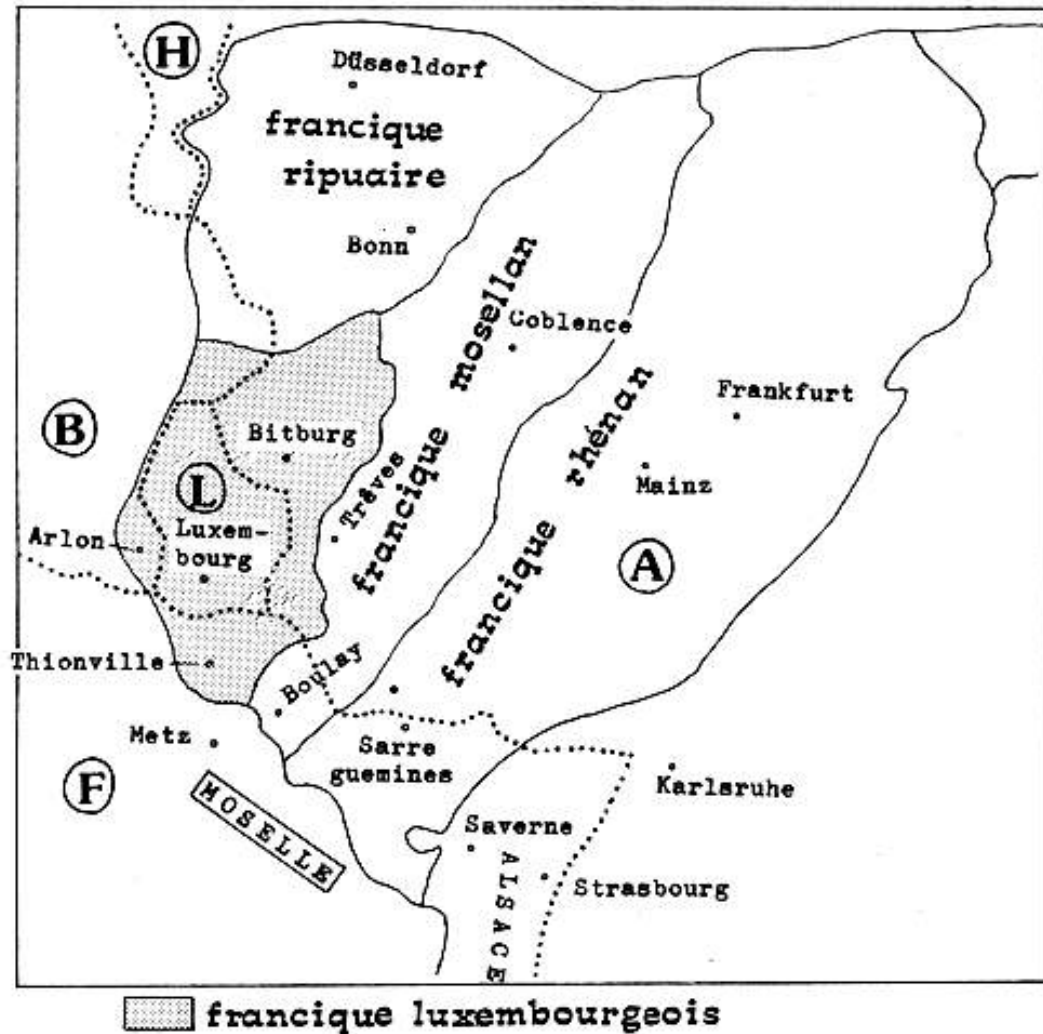 H
Düsseldorf
francique
ripuaire
Bonn
francique mosellan
Coblence
francique rhénan
Frankfurt
Mainz
B
Bitburg
L
Trêves
Luxem-
bourg
Arlon
A
Thionville
Boulay
Metz
Sarre
guemines
F
MOSELLE
Karlsruhe
Saverne
ALSACE
Strasbourg
francique luxembourgeois